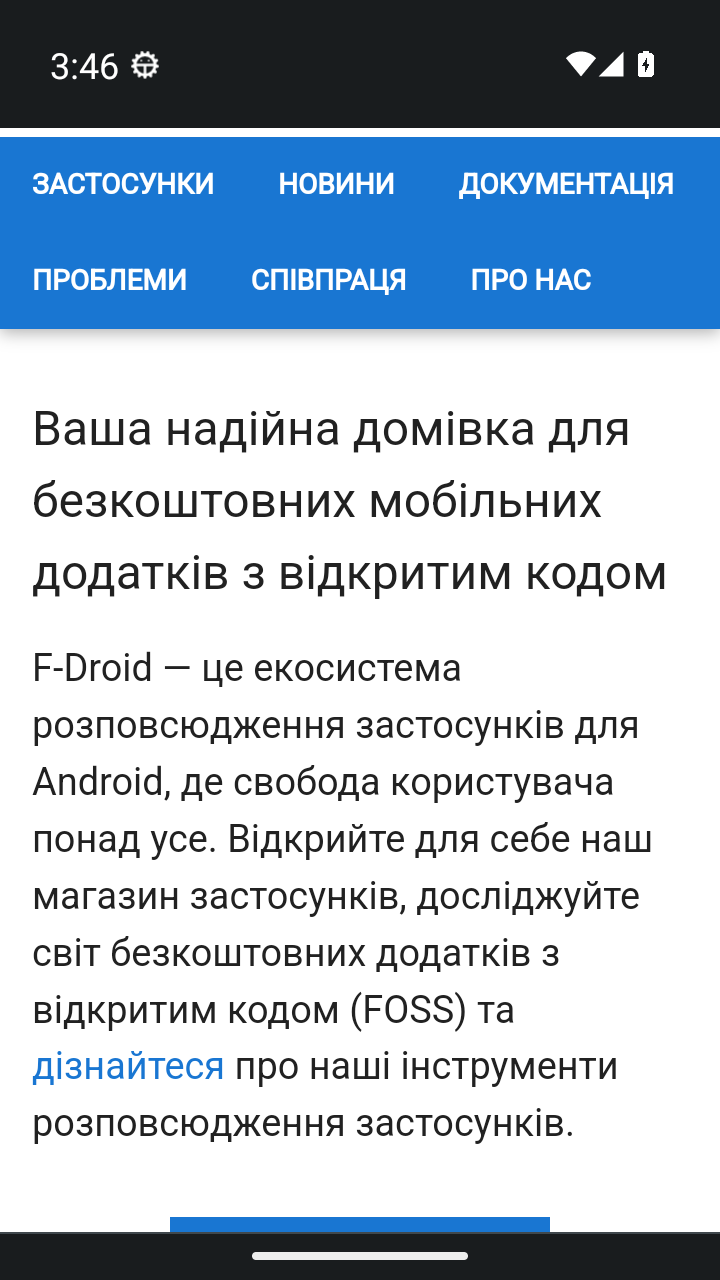 3:46
ЗАСТОСУНКИ НОВИНИ ДОКУМЕНТАЦІЯ
ПРОБЛЕМИ СПІВПРАЦЯ ПРО НАС
Ваша надійна домівка для
безкоштовних мобільних
додатків з відкритим кодом
F-Droid — це екосистема
розповсюдження застосунків для
Android, де свобода користувача
понад усе. Відкрийте для себе наш
магазин застосунків, досліджуйте
світ безкоштовних додатків з
відкритим кодом (FOSS) та
дізнайтеся про наші інструменти
розповсюдження застосунків.